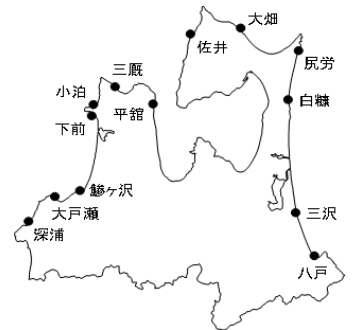 大畑
佐井
尻労
三厩
小泊
白糠
平舘
下前
鰺ヶ沢
大戸瀬
三沢
深浦
八戸